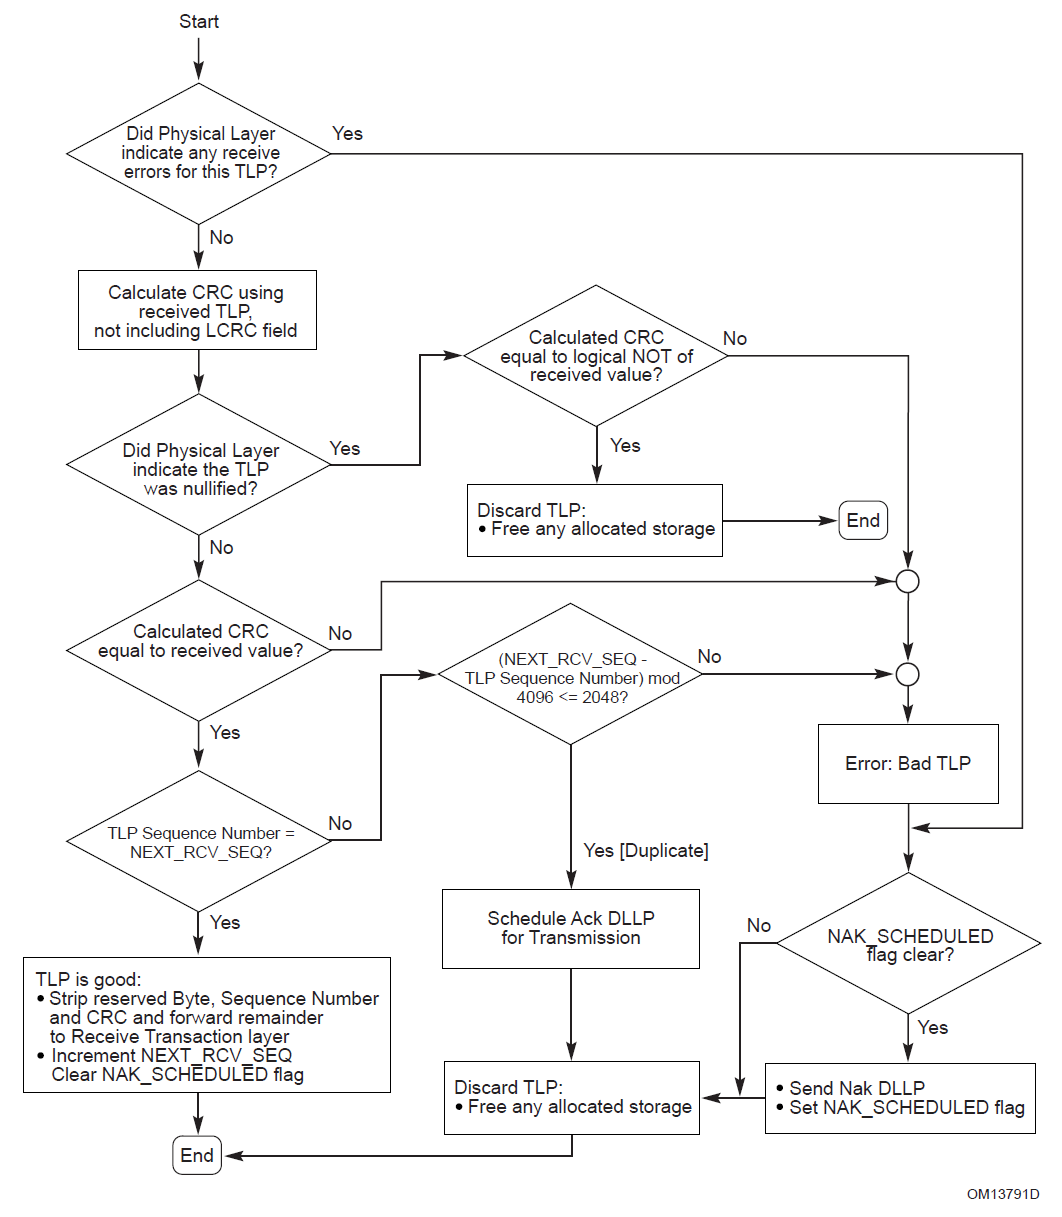 Start
Did Physical Layer
indicate any receive
errors for this TLP?
Yes
No
Calculate CRC using
received TLP,
not including LCRC field
Calculated CRC
equal to logical NOT of
received value?
No
Yes
Did Physical Layer
indicate the TLP
was nullified?
Yes
Discard TLP:
• Free any allocated storage
End
No
Calculated CRC
equal to received value?
No
(NEXT_RCV_SEQ -
TLP Sequence Number) mod
4096 <= 2048?
No
Yes
Error: Bad TLP
TLP Sequence Number =
NEXT_RCV_SEQ?
No
Yes [Duplicate]
Yes
Schedule Ack DLLP
for Transmission
NAK_SCHEDULED
flag clear?
No
Yes
TLP is good:
• Strip reserved Byte, Sequence Number
and CRC and forward remainder
to Receive Transaction layer
• Increment NEXT_RCV_SEQ
Clear NAK_SCHEDULED flag
Discard TLP:
• Free any allocated storage
• Send Nak DLLP
• Set NAK_SCHEDULED flag
End
OM13791D